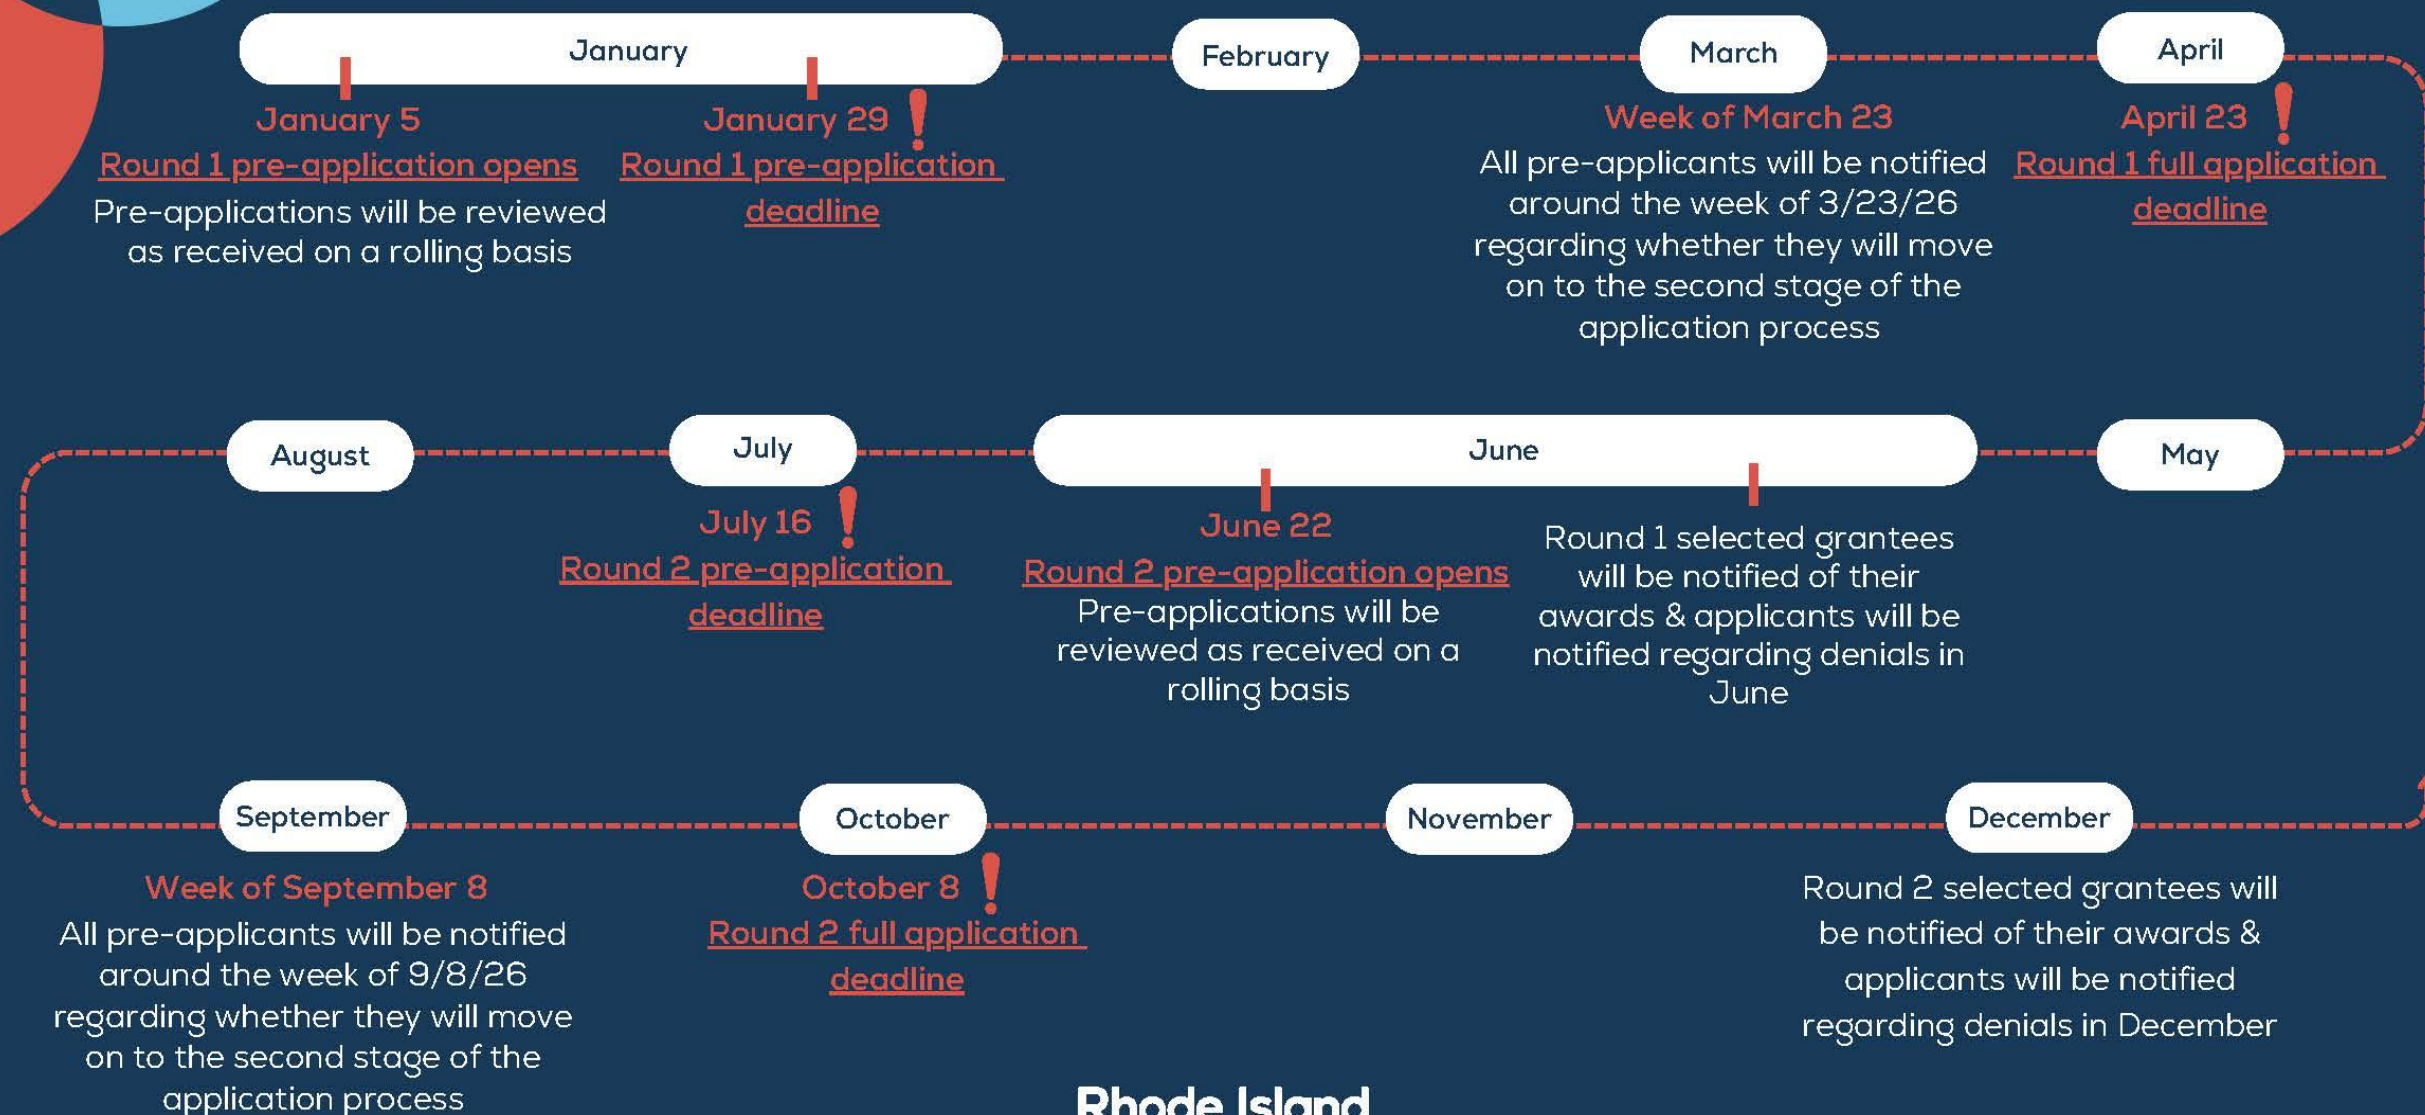 January
January 5
Round 1 pre-application opens
Pre-applications will be reviewed
as received on a rolling basis
January 29 !
Round 1 pre-application
deadline
February
March
Week of March 23
All pre-applicants will be notified
around the week of 3/23/26
regarding whether they will move
on to the second stage of the
application process
April
April 23 !
Round 1 full application
deadline
May
June
Round 1 selected grantees
will be notified of their
awards & applicants will be
notified regarding denials in
June
June 22
Round 2 pre-application opens
Pre-applications will be
reviewed as received on a
rolling basis
July
July 16 !
Round 2 pre-application
deadline
August
September
Week of September 8
All pre-applicants will be notified
around the week of 9/8/26
regarding whether they will move
on to the second stage of the
application process
October
October 8 !
Round 2 full application
deadline
November
December
Round 2 selected grantees will
be notified of their awards &
applicants will be notified
regarding denials in December
Rhode Island